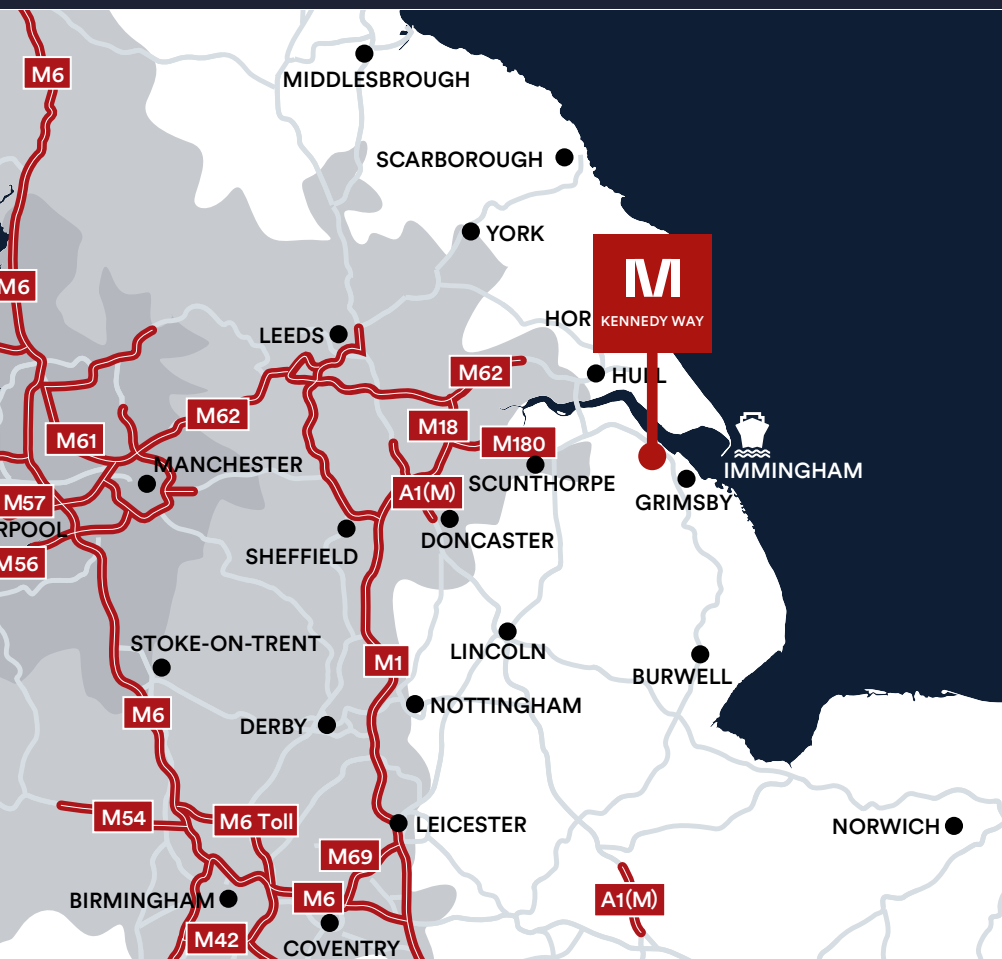 M6
MIDDLESBROUGH
SCARBOROUGH
YORK
M6
M
KENNEDY WAY
HOR
LEEDS
M62
HULL
M62
M18
M61
M180
MANCHESTER
IMMINGHAM
SCUNTHORPE
A1(M)
GRIMSBY
M57
RPOOL
DONCASTER
SHEFFIELD
M56
STOKE-ON-TRENT
LINCOLN
M1
BURWELL
NOTTINGHAM
M6
DERBY
M54
M6 Toll
LEICESTER
NORWICH
M69
BIRMINGHAM
M6
A1(M)
M42
COVENTRY